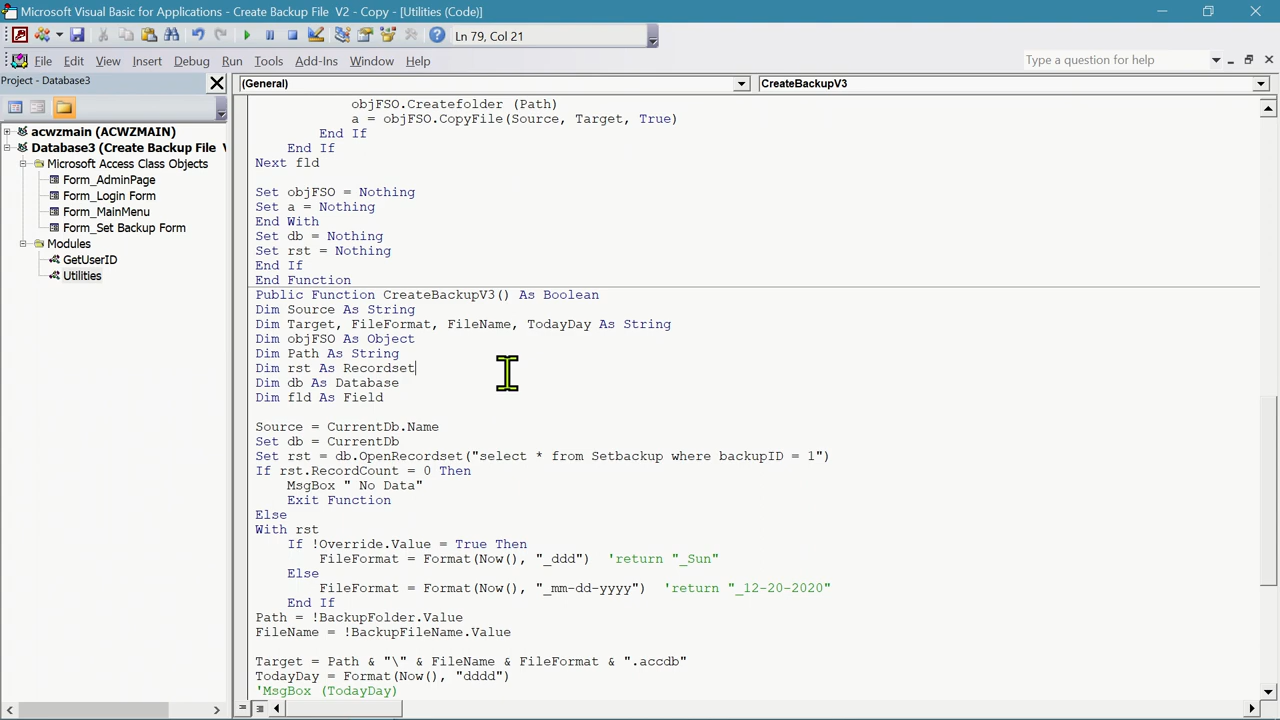 Microsoft Visual Basic for Applications - Create Backup File  V2 - Copy - [Utilities (Code)]
Ln 79, Col 21
File Edit View Insert Format Debug Run Tools Add-Ins Window Help
Type a question for help
Project - Database3
(General)
CreateBackupV3
acwzmain (ACWZMAIN)
Database3 (Create Backup File  V
Microsoft Access Class Objects
Form_AdminPage
Form_Login Form
Form_MainMenu
Form_Set Backup Form
Modules
GetUserID
Utilities
objFSO.Createfolder (Path)
a = objFSO.CopyFile(Source, Target, True)
End If
End If
Next fld
Set objFSO = Nothing
Set a = Nothing
End With
Set db = Nothing
Set rst = Nothing
End If
End Function
Public Function CreateBackupV3() As Boolean
Dim Source As String
Dim Target, FileFormat, FileName, TodayDay As String
Dim objFSO As Object
Dim Path As String
Dim rst As Recordset
Dim db As Database
Dim fld As Field
Source = CurrentDb.Name
Set db = CurrentDb
Set rst = db.OpenRecordset("select * from Setbackup where backupID = 1")
If rst.RecordCount = 0 Then
MsgBox " No Data"
Exit Function
Else
With rst
If !Override.Value = True Then
FileFormat = Format(Now(), "_ddd")  'return "_Sun"
Else
FileFormat = Format(Now(), "_mm-dd-yyyy")  'return "_12-20-2020"
End If
Path = !BackupFolder.Value
FileName = !BackupFileName.Value
Target = Path & "\" & FileName & FileFormat & ".accdb"
TodayDay = Format(Now(), "dddd")
'MsgBox (TodayDay)